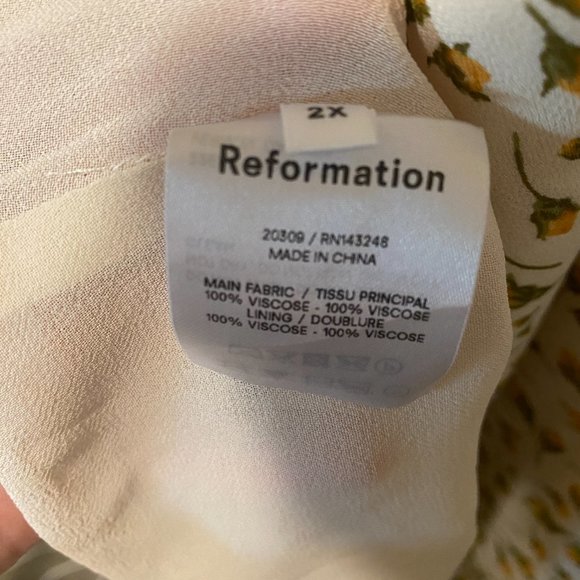 2X
Reformation
20309 / RN143248
MADE IN CHINA
MAIN FABRIC / TISSU PRINCIPAL
100% VISCOSE - 100% VISCOSE
LINING / DOUBLURE
100% VISCOSE - 100% VISCOSE